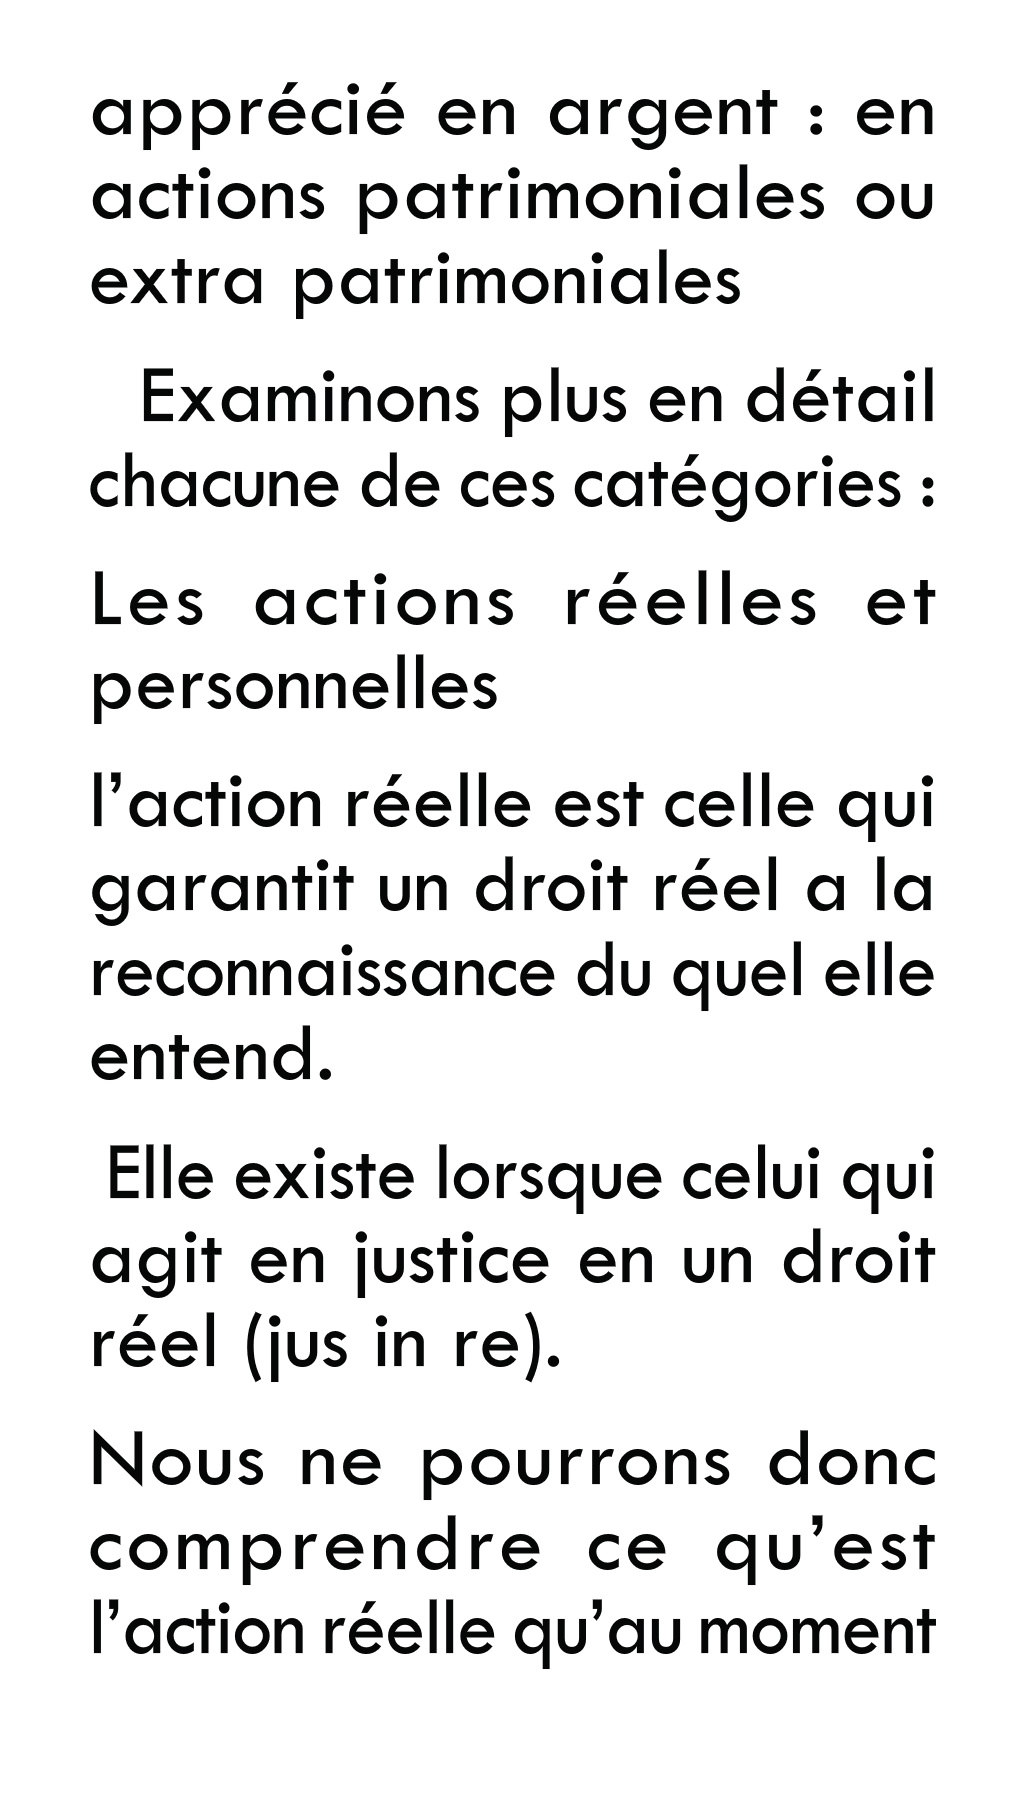 apprécié en argent : en
actions patrimoniales ou
extra patrimoniales
Examinons plus en détail
chacune de ces catégories :
Les actions réelles et
personnelles
l’action réelle est celle qui
garantit un droit réel a la
reconnaissance du quel elle
entend.
Elle existe lorsque celui qui
agit en justice en un droit
réel (jus in re).
Nous ne pourrons donc
comprendre ce qu’est
l’action réelle qu’au moment